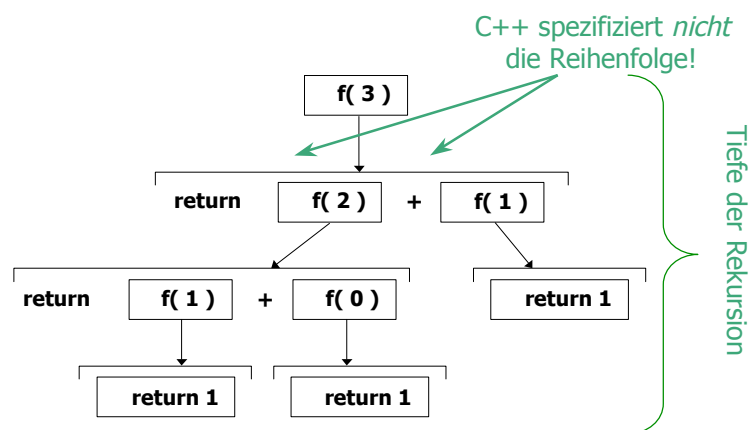 C++ spezifiziert nicht
die Reihenfolge!
f( 3 )
return f( 2 ) + f( 1 )
return f( 1 ) + f( 0 ) return 1
return 1 return 1
Tiefe der Rekursion